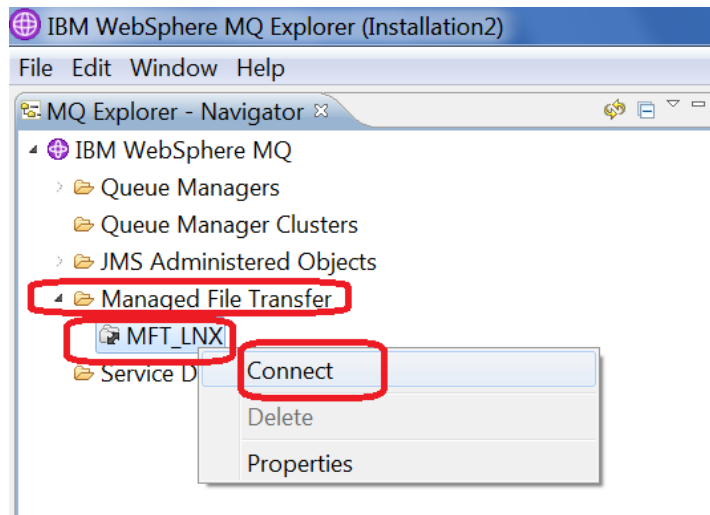 IBM WebSphere MQ Explorer (Installation2)
File Edit Window Help
MQ Explorer - Navigator
IBM WebSphere MQ
Queue Managers
Queue Manager Clusters
JMS Administered Objects
Managed File Transfer
MFT_LNX
Connect
Service D
Delete
Properties